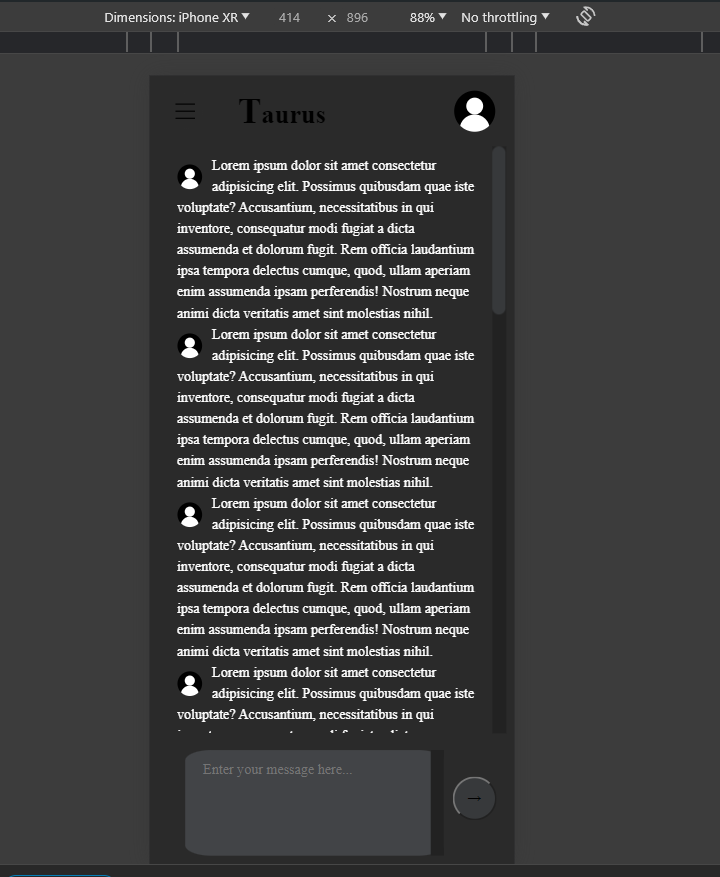 Dimensions: iPhone XR ▼ 414 × 896 88% ▼ No throttling ▼
Taurus
Lorem ipsum dolor sit amet consectetur
adipisicing elit. Possimus quibusdam quae iste
voluptate? Accusantium, necessitatibus in qui
inventore, consequatur modi fugiat a dicta
assumenda et dolorum fugit. Rem officia laudantium
ipsa tempora delectus cumque, quod, ullam aperiam
enim assumenda ipsam perferendis! Nostrum neque
animi dicta veritatis amet sint molestias nihil.
Lorem ipsum dolor sit amet consectetur
adipisicing elit. Possimus quibusdam quae iste
voluptate? Accusantium, necessitatibus in qui
inventore, consequatur modi fugiat a dicta
assumenda et dolorum fugit. Rem officia laudantium
ipsa tempora delectus cumque, quod, ullam aperiam
enim assumenda ipsam perferendis! Nostrum neque
animi dicta veritatis amet sint molestias nihil.
Lorem ipsum dolor sit amet consectetur
adipisicing elit. Possimus quibusdam quae iste
voluptate? Accusantium, necessitatibus in qui
inventore, consequatur modi fugiat a dicta
assumenda et dolorum fugit. Rem officia laudantium
ipsa tempora delectus cumque, quod, ullam aperiam
enim assumenda ipsam perferendis! Nostrum neque
animi dicta veritatis amet sint molestias nihil.
Lorem ipsum dolor sit amet consectetur
adipisicing elit. Possimus quibusdam quae iste
voluptate? Accusantium, necessitatibus in qui
Enter your message here...
→